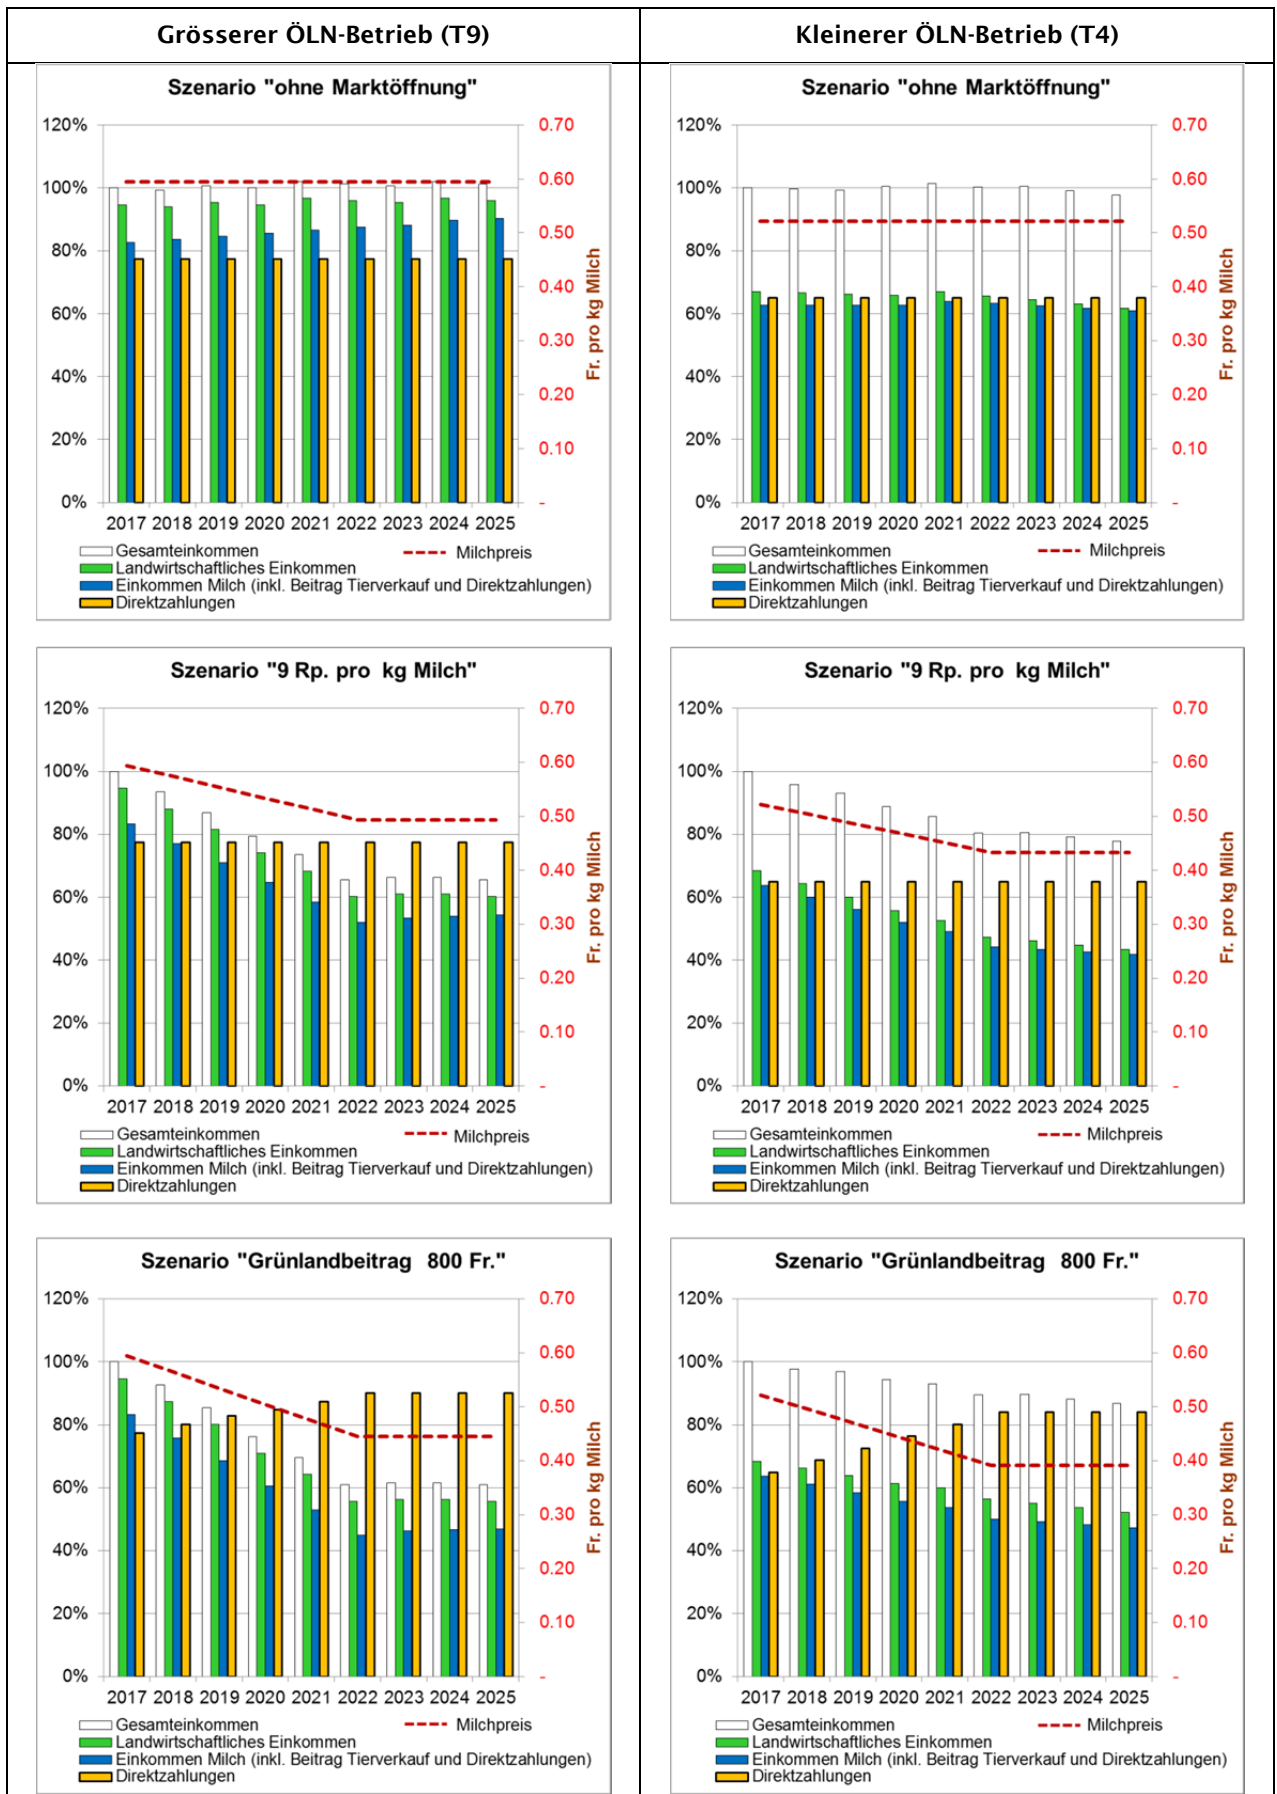 Grösserer ÖLN-Betrieb (T9)
Kleinerer ÖLN-Betrieb (T4)
Szenario "ohne Marktöffnung"
120% 0.70
100% 0.60
0.50
80%
0.40
60%
0.30
40%
0.20
20%
0.10
0% -
Fr. pro kg Milch
2017 2018 2019 2020 2021 2022 2023 2024 2025
Gesamteinkommen Milchpreis
Landwirtschaftliches Einkommen
Einkommen Milch (inkl. Beitrag Tierverkauf und Direktzahlungen)
Direktzahlungen
Szenario "ohne Marktöffnung"
120% 0.70
100% 0.60
0.50
80%
0.40
60%
0.30
40%
0.20
20%
0.10
0% -
Fr. pro kg Milch
2017 2018 2019 2020 2021 2022 2023 2024 2025
Gesamteinkommen Milchpreis
Landwirtschaftliches Einkommen
Einkommen Milch (inkl. Beitrag Tierverkauf und Direktzahlungen)
Direktzahlungen
Szenario "9 Rp. pro kg Milch"
120% 0.70
100% 0.60
0.50
80%
0.40
60%
0.30
40%
0.20
20%
0.10
0% -
Fr. pro kg Milch
2017 2018 2019 2020 2021 2022 2023 2024 2025
Gesamteinkommen Milchpreis
Landwirtschaftliches Einkommen
Einkommen Milch (inkl. Beitrag Tierverkauf und Direktzahlungen)
Direktzahlungen
Szenario "9 Rp. pro kg Milch"
120% 0.70
100% 0.60
0.50
80%
0.40
60%
0.30
40%
0.20
20%
0.10
0% -
Fr. pro kg Milch
2017 2018 2019 2020 2021 2022 2023 2024 2025
Gesamteinkommen Milchpreis
Landwirtschaftliches Einkommen
Einkommen Milch (inkl. Beitrag Tierverkauf und Direktzahlungen)
Direktzahlungen
Szenario "Grünlandbeitrag 800 Fr."
120% 0.70
100% 0.60
0.50
80%
0.40
60%
0.30
40%
0.20
20%
0.10
0% -
Fr. pro kg Milch
2017 2018 2019 2020 2021 2022 2023 2024 2025
Gesamteinkommen Milchpreis
Landwirtschaftliches Einkommen
Einkommen Milch (inkl. Beitrag Tierverkauf und Direktzahlungen)
Direktzahlungen
Szenario "Grünlandbeitrag 800 Fr."
120% 0.70
100% 0.60
0.50
80%
0.40
60%
0.30
40%
0.20
20%
0.10
0% -
Fr. pro kg Milch
2017 2018 2019 2020 2021 2022 2023 2024 2025
Gesamteinkommen Milchpreis
Landwirtschaftliches Einkommen
Einkommen Milch (inkl. Beitrag Tierverkauf und Direktzahlungen)
Direktzahlungen